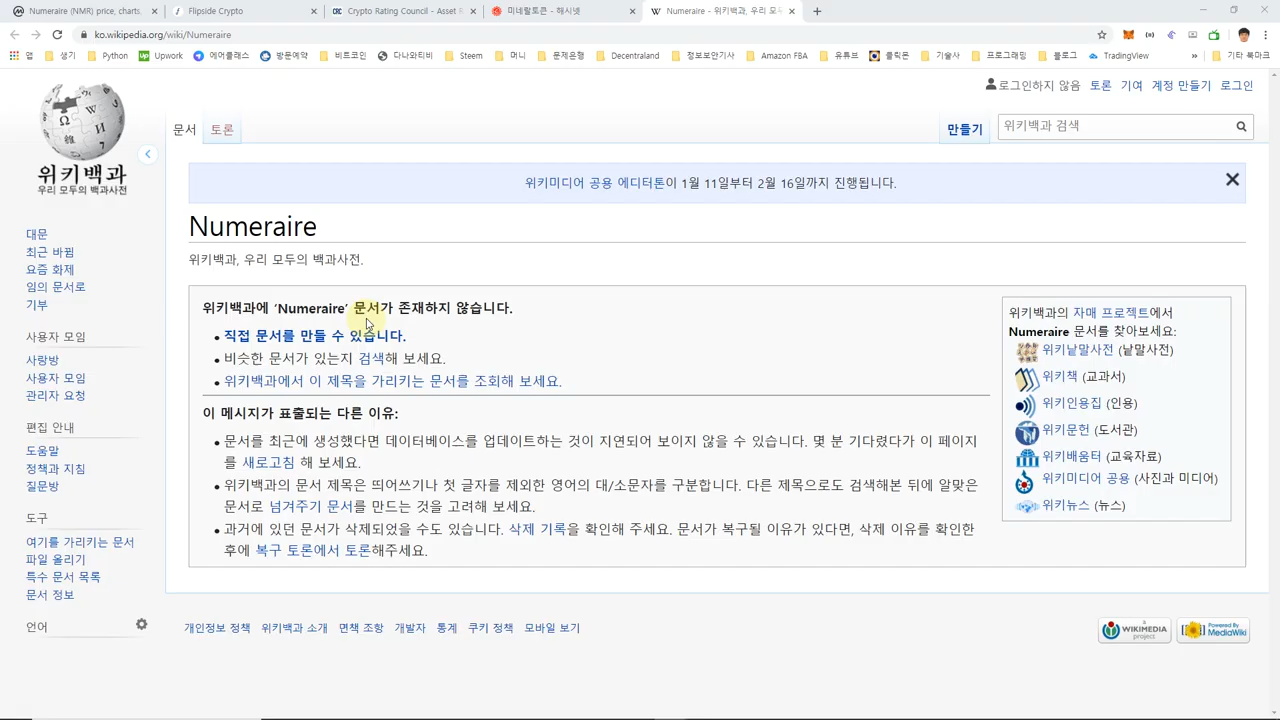 Numeraire (NMR) price, charts,
Flipside Crypto
Crypto Rating Council - Asset R
미네랄토큰 - 해시넷
Numeraire - 위키백과, 우리 모두
ko.wikipedia.org/wiki/Numeraire
앱
생기
Python
Upwork
에어클래스
방문예약
비트코인
다나와리비티
Steem
머니
문제은행
Decentraland
정보보안기사
Amazon FBA
유튜브
클릭몬
기술사
프로그래밍
블로그
TradingView
»
기타 북마크
로그인하지 않음 토론 기여 계정 만들기 로그인
위키백과
우리 모두의 백과사전
문서 토론 만들기 위키백과 검색
위키미디어 공용 에디터톤이 1월 11일부터 2월 16일까지 진행됩니다.
Numeraire
위키백과, 우리 모두의 백과사전.
대문
최근 바뀜
요즘 화제
임의 문서로
기부
사용자 모임
사랑방
사용자 모임
관리자 요청
편집 안내
도움말
정책과 지침
질문방
도구
여기를 가리키는 문서
파일 올리기
특수 문서 목록
문서 정보
언어
위키백과에 ‘Numeraire’ 문서가 존재하지 않습니다.
직접 문서를 만들 수 있습니다.
비슷한 문서가 있는지 검색해 보세요.
위키백과에서 이 제목을 가리키는 문서를 조회해 보세요.
이 메시지가 표출되는 다른 이유:
문서를 최근에 생성했다면 데이터베이스를 업데이트하는 것이 지연되어 보이지 않을 수 있습니다. 몇 분 기다렸다가 이 페이지
를 새로고침 해 보세요.
위키백과의 문서 제목은 띄어쓰기나 첫 글자를 제외한 영어의 대/소문자를 구분합니다. 다른 제목으로도 검색해본 뒤에 알맞은
문서로 넘겨주기 문서를 만드는 것을 고려해 보세요.
과거에 있던 문서가 삭제되었을 수도 있습니다. 삭제 기록을 확인해 주세요. 문서가 복구될 이유가 있다면, 삭제 이유를 확인한
후에 복구 토론에서 토론해주세요.
위키백과의 자매 프로젝트에서
Numeraire 문서를 찾아보세요:
위키낱말사전 (낱말사전)
위키책 (교과서)
위키인용집 (인용)
위키문헌 (도서관)
위키배움터 (교육자료)
위키미디어 공용 (사진과 미디어)
위키뉴스 (뉴스)
개인정보 정책 위키백과 소개 면책 조항 개발자 통계 쿠키 정책 모바일 보기
a
WIKIMEDIA
project
Powered By
MediaWiki